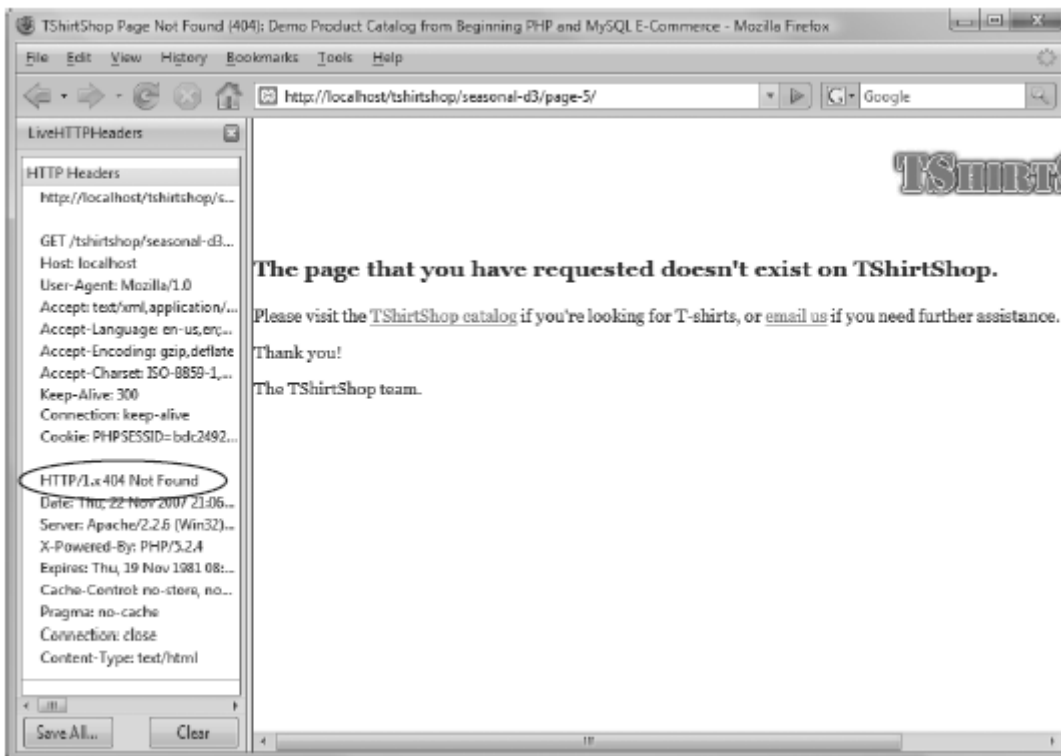 TShirtShop Page Not Found (404): Demo Product Catalog from Beginning PHP and MySQL E-Commerce - Mozilla Firefox
File Edit View History Bookmarks Tools Help
http://localhost/tshirtshop/seasonal-d3/page-5/
Google
LiveHTTPHeaders
HTTP Headers
http://localhost/tshirtshop/s...
GET /tshirtshop/seasonal-d3...
Host: localhost
User-Agent: Mozilla/1.0
Accept: text/xml,application/...
Accept-Language: en-us,en;...
Accept-Encoding: gzip,deflate
Accept-Charset: ISO-8859-1,...
Keep-Alive: 300
Connection: keep-alive
Cookie: PHPSESSID=bdc2492...
HTTP/1.x 404 Not Found
Date: Thu, 22 Nov 2007 21:06...
Server: Apache/2.2.6 (Win32)...
X-Powered-By: PHP/5.2.4
Expires: Thu, 19 Nov 1981 08:...
Cache-Control: no-store, no...
Pragma: no-cache
Connection: close
Content-Type: text/html
Save All... Clear
TSHIRTS
The page that you have requested doesn't exist on TShirtShop.
Please visit the TShirtShop catalog if you're looking for T-shirts, or email us if you need further assistance.
Thank you!
The TShirtShop team.